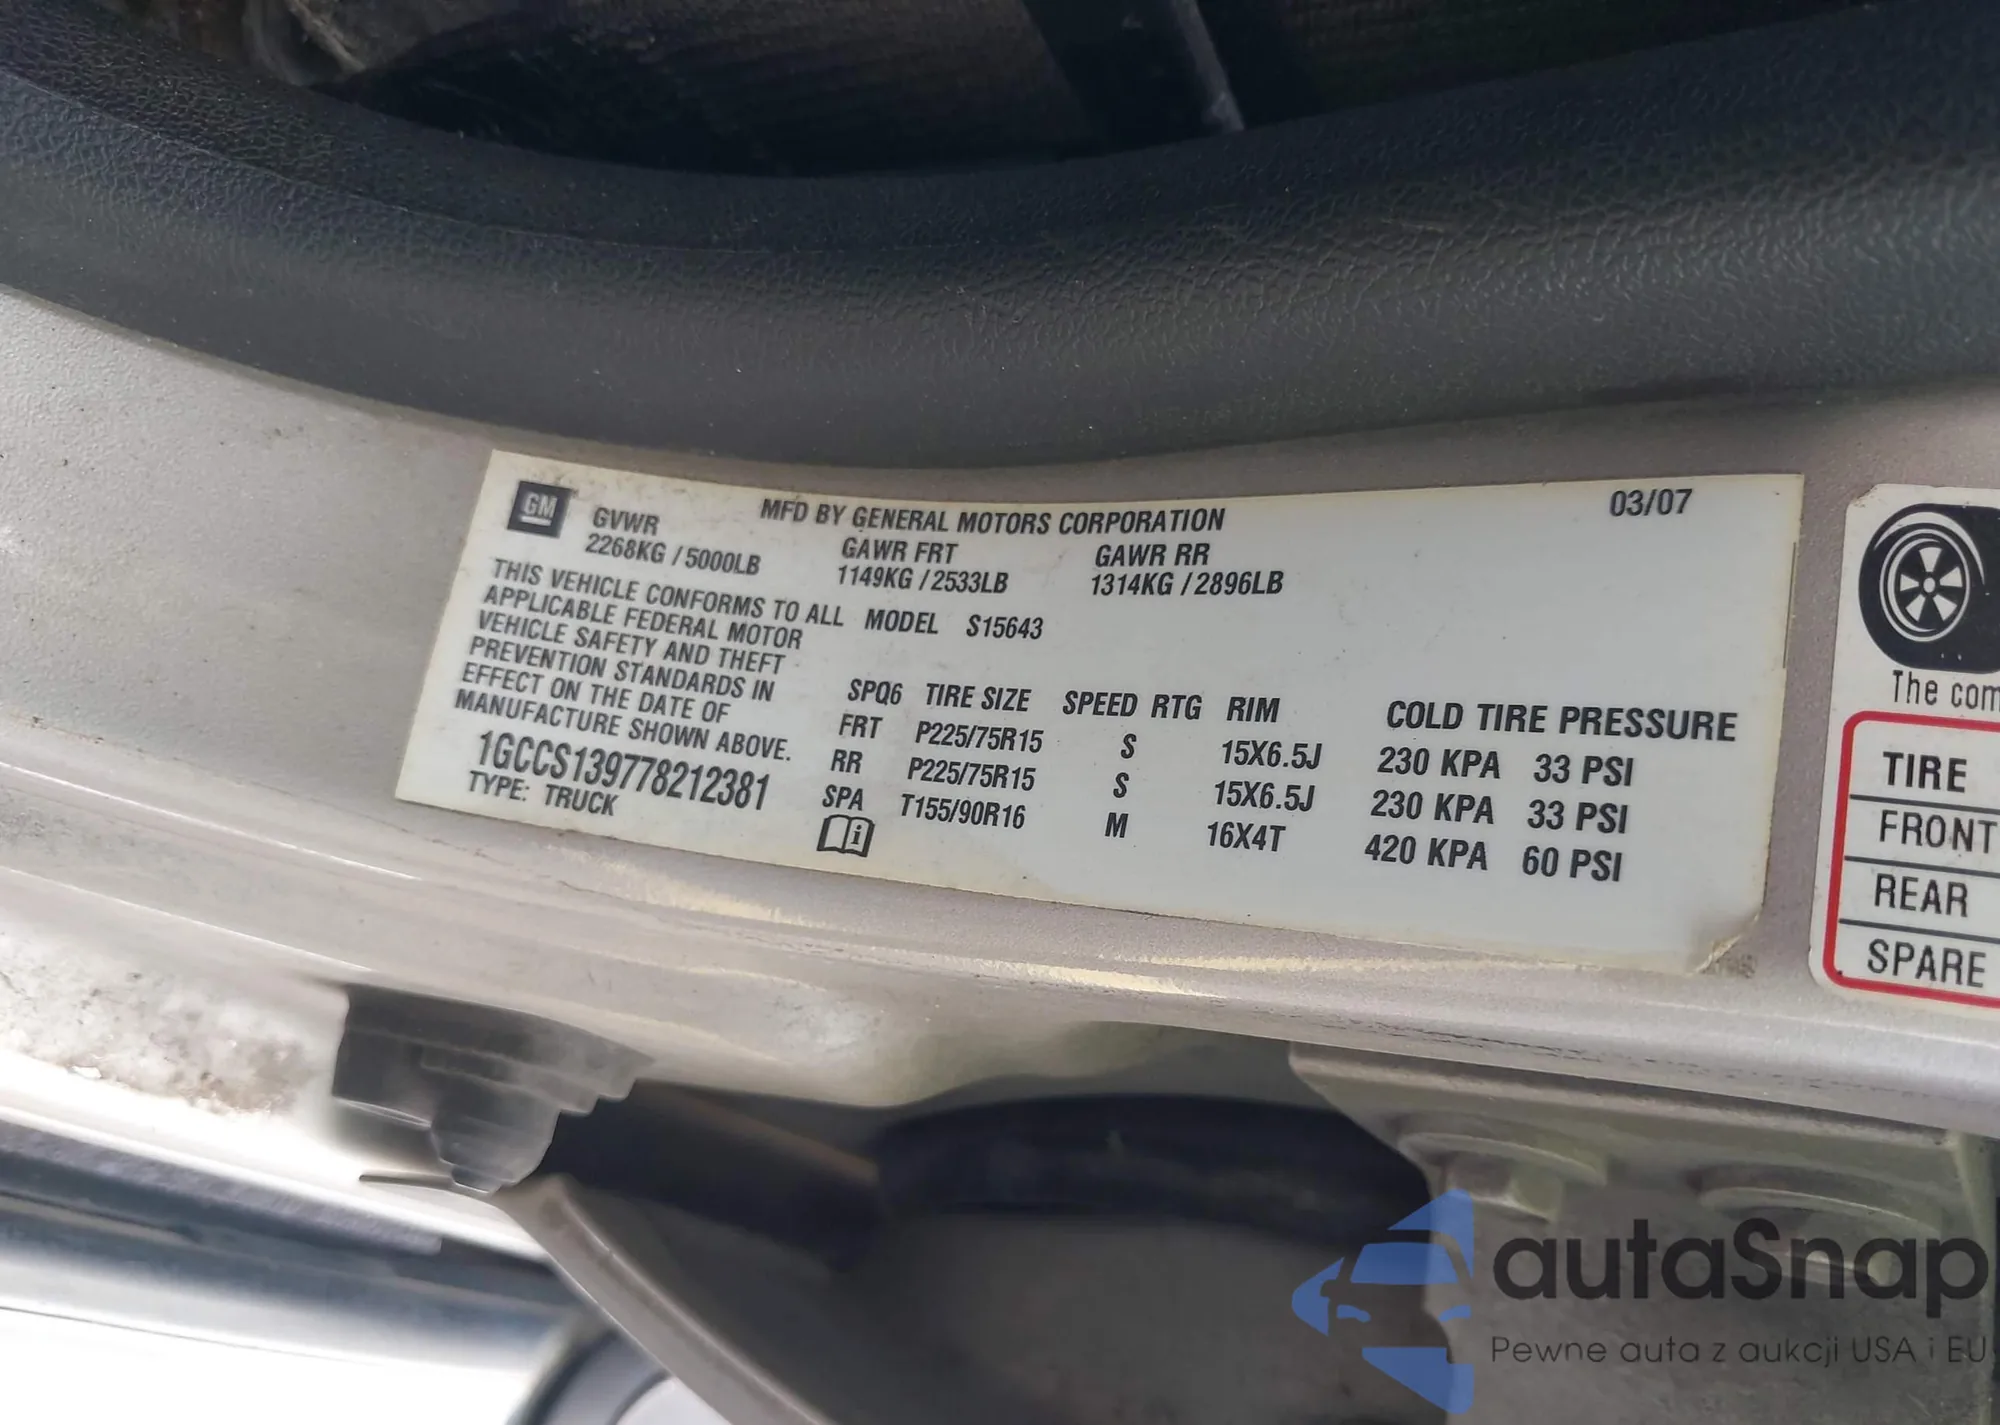 GM
MFD BY GENERAL MOTORS CORPORATION 03/07
GVWR GAWR FRT GAWR RR
2268KG / 5000LB 1149KG / 2533LB 1314KG / 2896LB
THIS VEHICLE CONFORMS TO ALL
APPLICABLE FEDERAL MOTOR
VEHICLE SAFETY AND THEFT
PREVENTION STANDARDS IN
EFFECT ON THE DATE OF
MANUFACTURE SHOWN ABOVE.
1GCCS139778212381
TYPE: TRUCK
MODEL S15643
SPQ6 TIRE SIZE SPEED RTG RIM COLD TIRE PRESSURE
FRT P225/75R15 S 15X6.5J 230 KPA 33 PSI
RR P225/75R15 S 15X6.5J 230 KPA 33 PSI
SPA T155/90R16 M 16X4T 420 KPA 60 PSI
i
The com
TIRE
FRONT
REAR
SPARE
autaSnap
Pewne auta z aukcji USA i EU